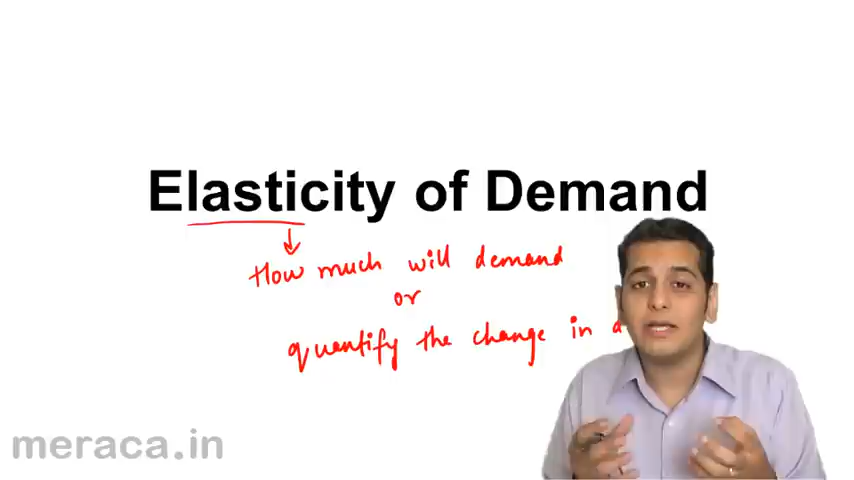 Elasticity of Demand
How much will demand
or
quantify the change in
meraca.in